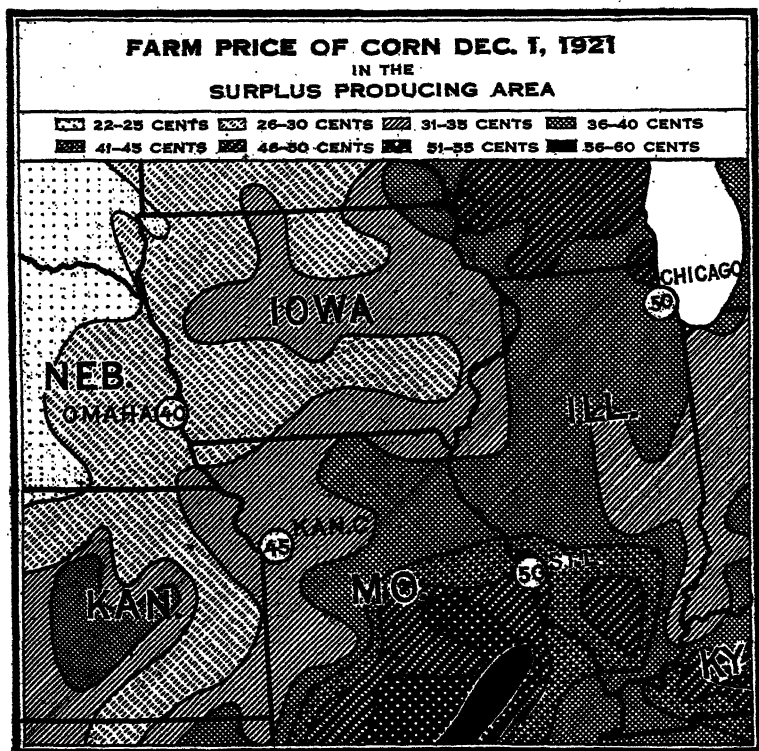 FARM PRICE OF CORN DEC. 1, 1921
IN THE
SURPLUS PRODUCING AREA
22-25 CENTS 26-30 CENTS 31-35 CENTS 36-40 CENTS
41-45 CENTS 46-50 CENTS 51-55 CENTS 56-60 CENTS
CHICAGO
50
IOWA
NEB.
OMAHA 40
ILL.
KAN.C.
45
ST.L.
50
KAN.
MO.
KY.